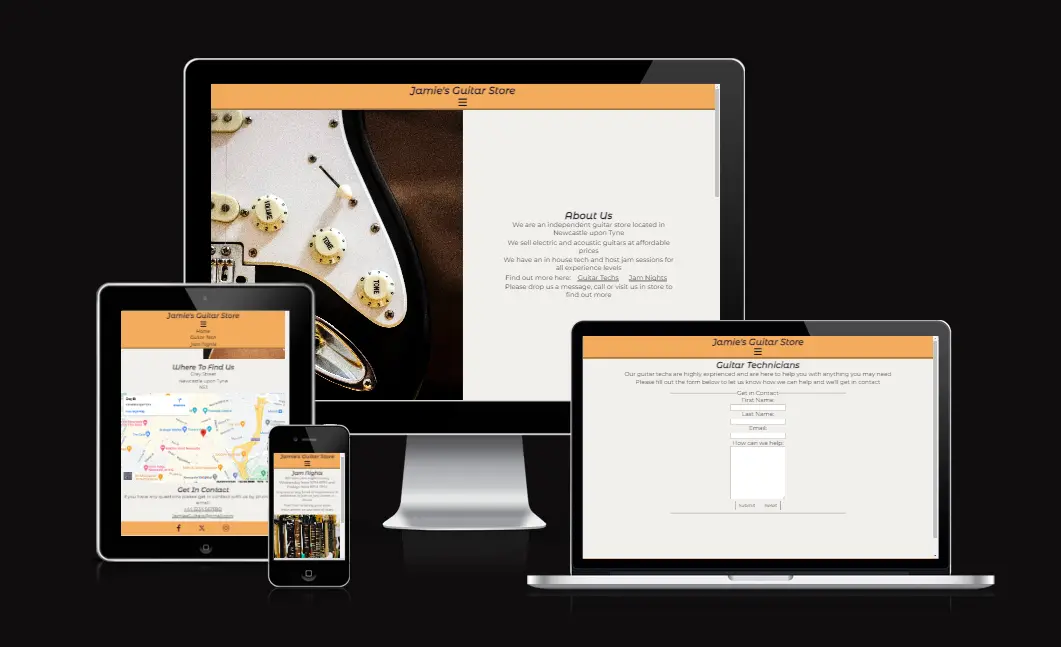 Jamie's Guitar Store
VOLUME
TONE
TONE
About Us
We are an independent guitar store located in
Newcastle upon Tyne
We sell electric and acoustic guitars at affordable
prices
We have an in house tech and host jam sessions for
all experience levels
Find out more here: Guitar Techs Jam Nights
Please drop us a message, call or visit us in store to
find out more
Jamie's Guitar Store
Home
Guitar Tech
Jam Nights
Where To Find Us
Grey Street
Newcastle upon Tyne
NE1
Get In Contact
If you have any questions please get in contact with us by phone
email:
Jamie's Guitar Store
Jam Nights
Jamie's Guitar Store
Guitar Technicians
Our guitar techs are highly exprienced and are here to help you with anything you may need
Please fill out the form below to let us know how we can help and we'll get in contact
Get in Contact
First Name:
Last Name:
Email:
How can we help?
Submit Reset